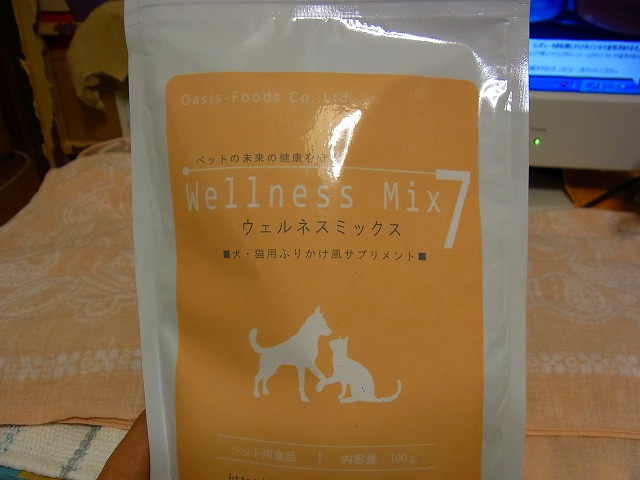 Oasis-Foods Co.,Ltd.
ペットの未来の健康を守
Wellness Mix 7
ウェルネスミックス
■犬・猫用ふりかけ風サプリメント■
ペット用食品 | 内容量:100g
http:/